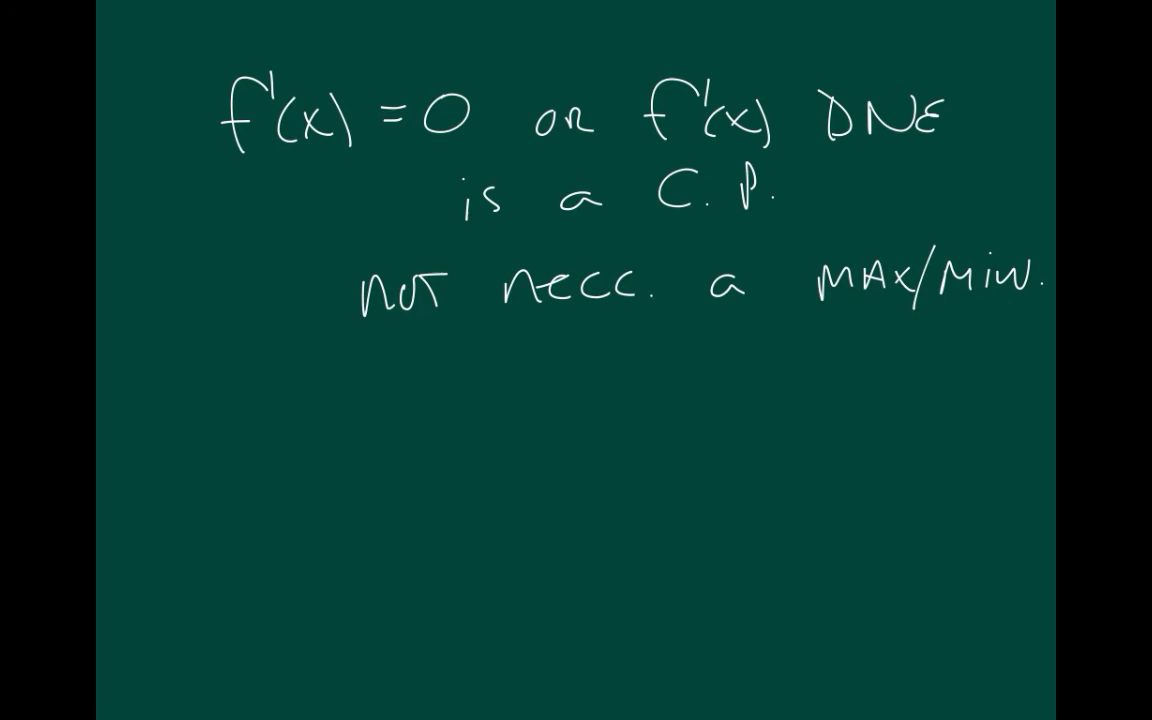 f'(x) = 0 or f'(x) DNE
is a C.P.
not necc. a MAX/MIN.